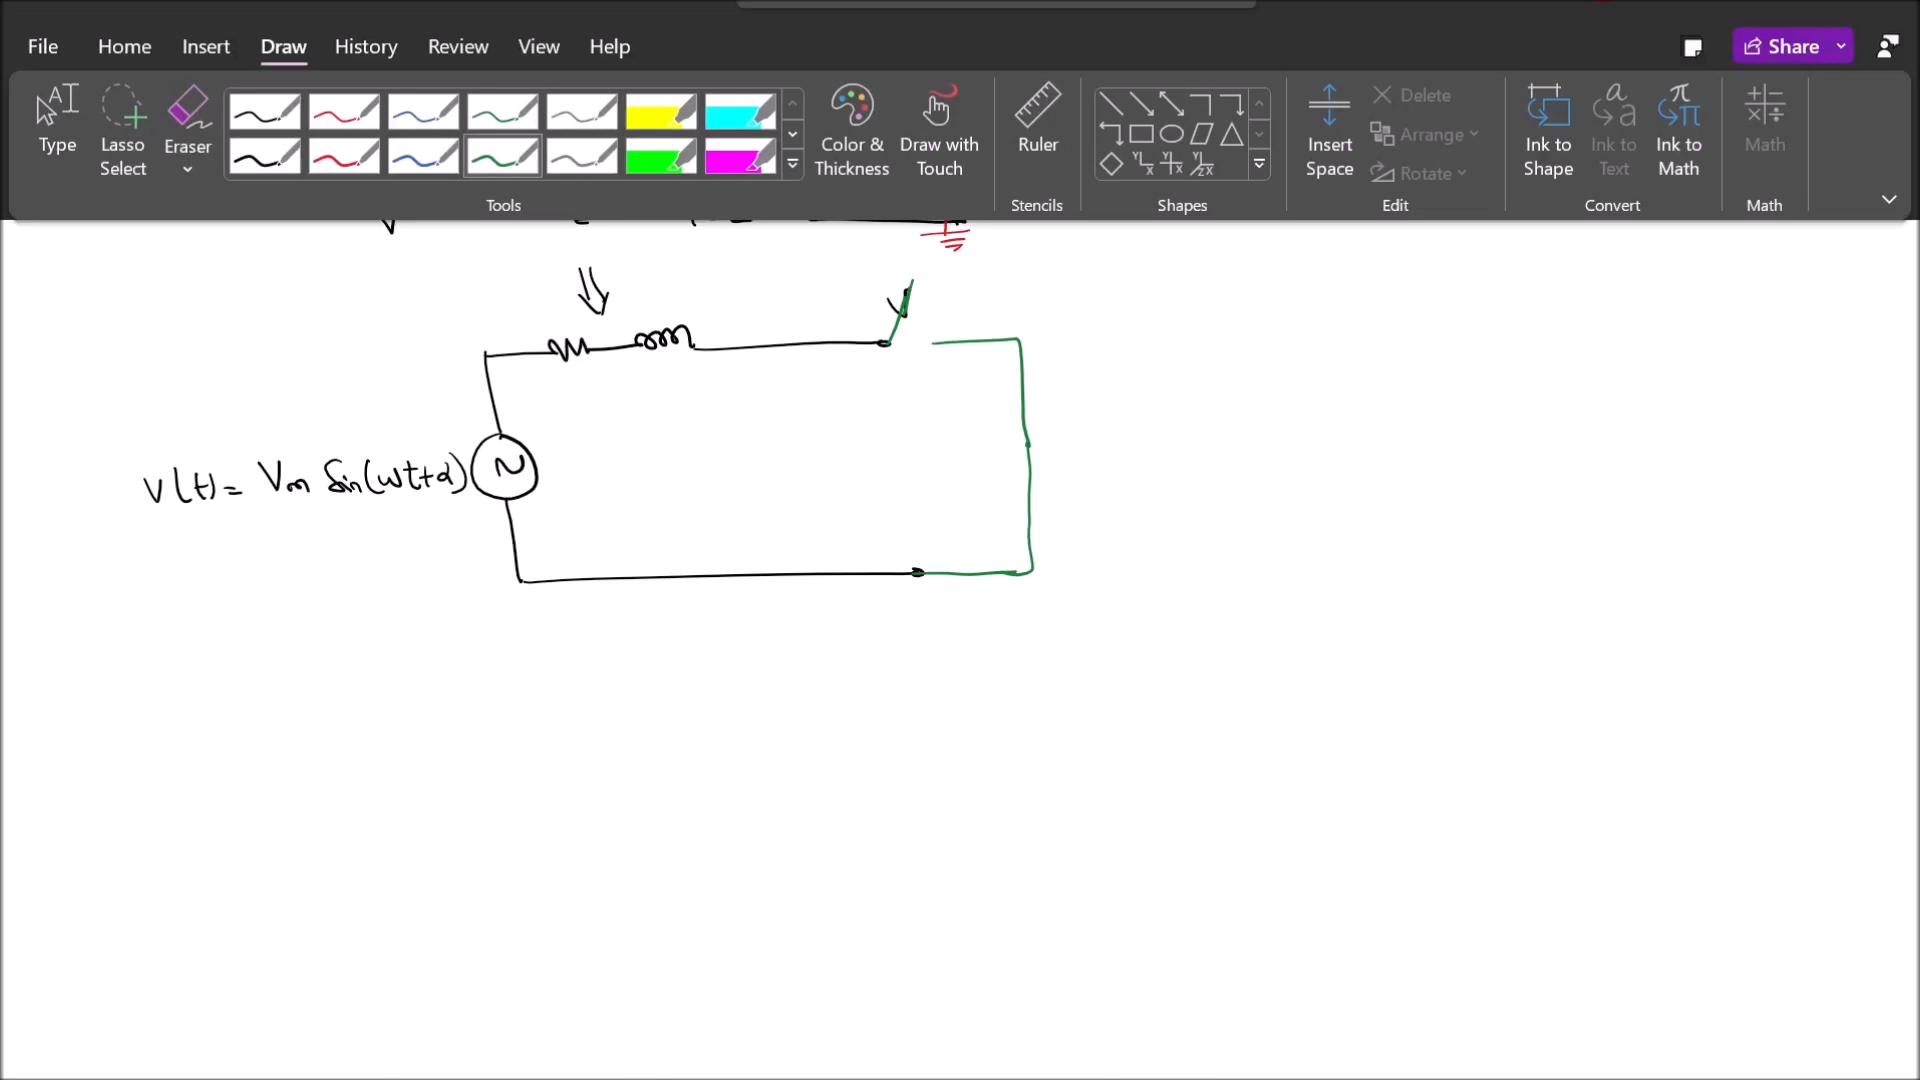 File Home Insert Draw History Review View Help Share
Type
Lasso Select
Eraser
Color & Thickness
Draw with Touch
Ruler
Insert Space
Delete
Arrange
Rotate
Ink to Shape
Ink to Text
Ink to Math
Math
Tools Stencils Shapes Edit Convert Math
V(t) = Vm Sin(ωt+α)